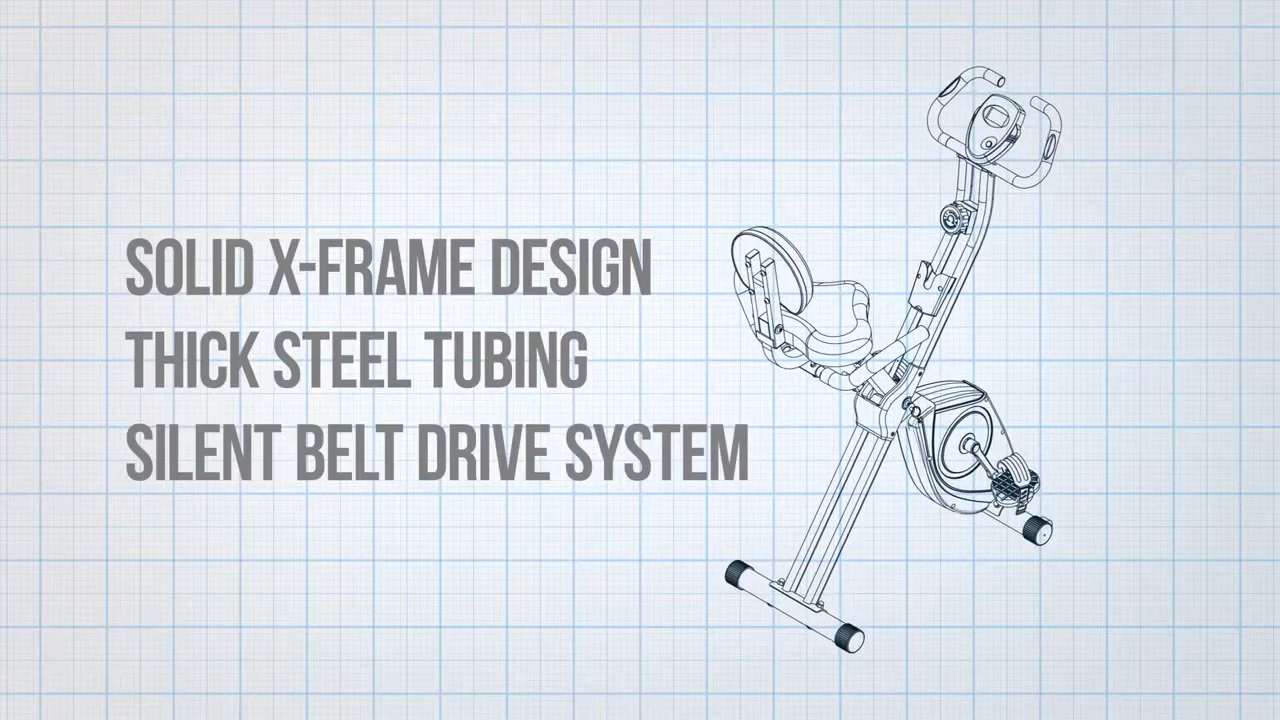 SOLID X-FRAME DESIGN
THICK STEEL TUBING
SILENT BELT DRIVE SYSTEM